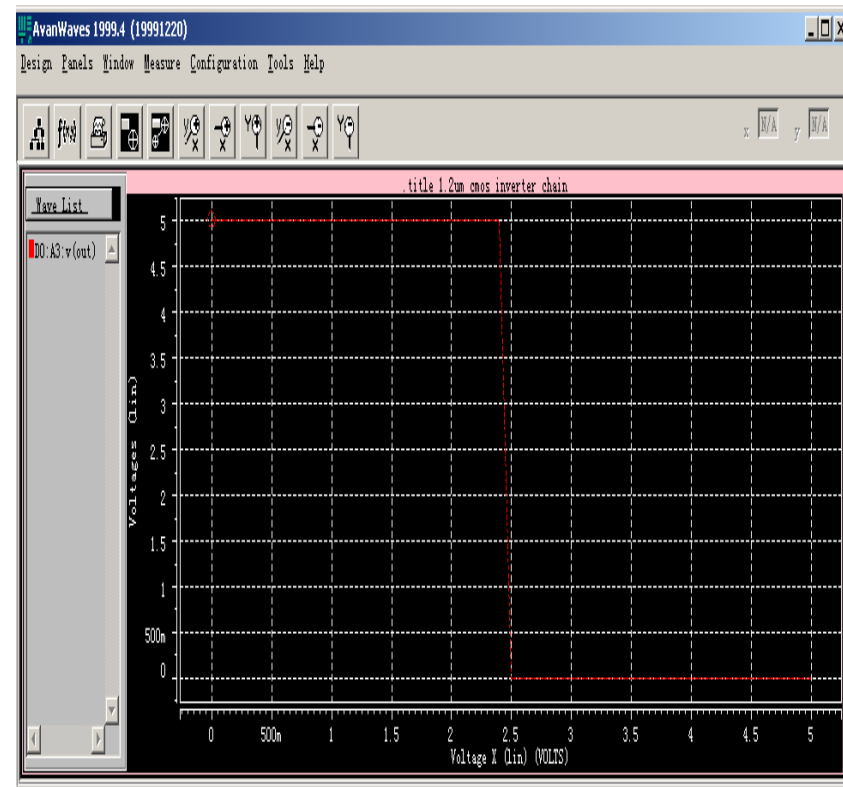 AvanWaves 1999.4 (19991220)
Design Panels Window Measure Configuration Tools Help
x N/A y N/A
.title 1.2um cmos inverter chain
Wave List
D0:A3:v(out)
Voltages (lin)
5
4.5
4
3.5
3
2.5
2
1.5
1
500m
0
0 500m 1 1.5 2 2.5 3 3.5 4 4.5 5
Voltage X (lin) (VOLTS)